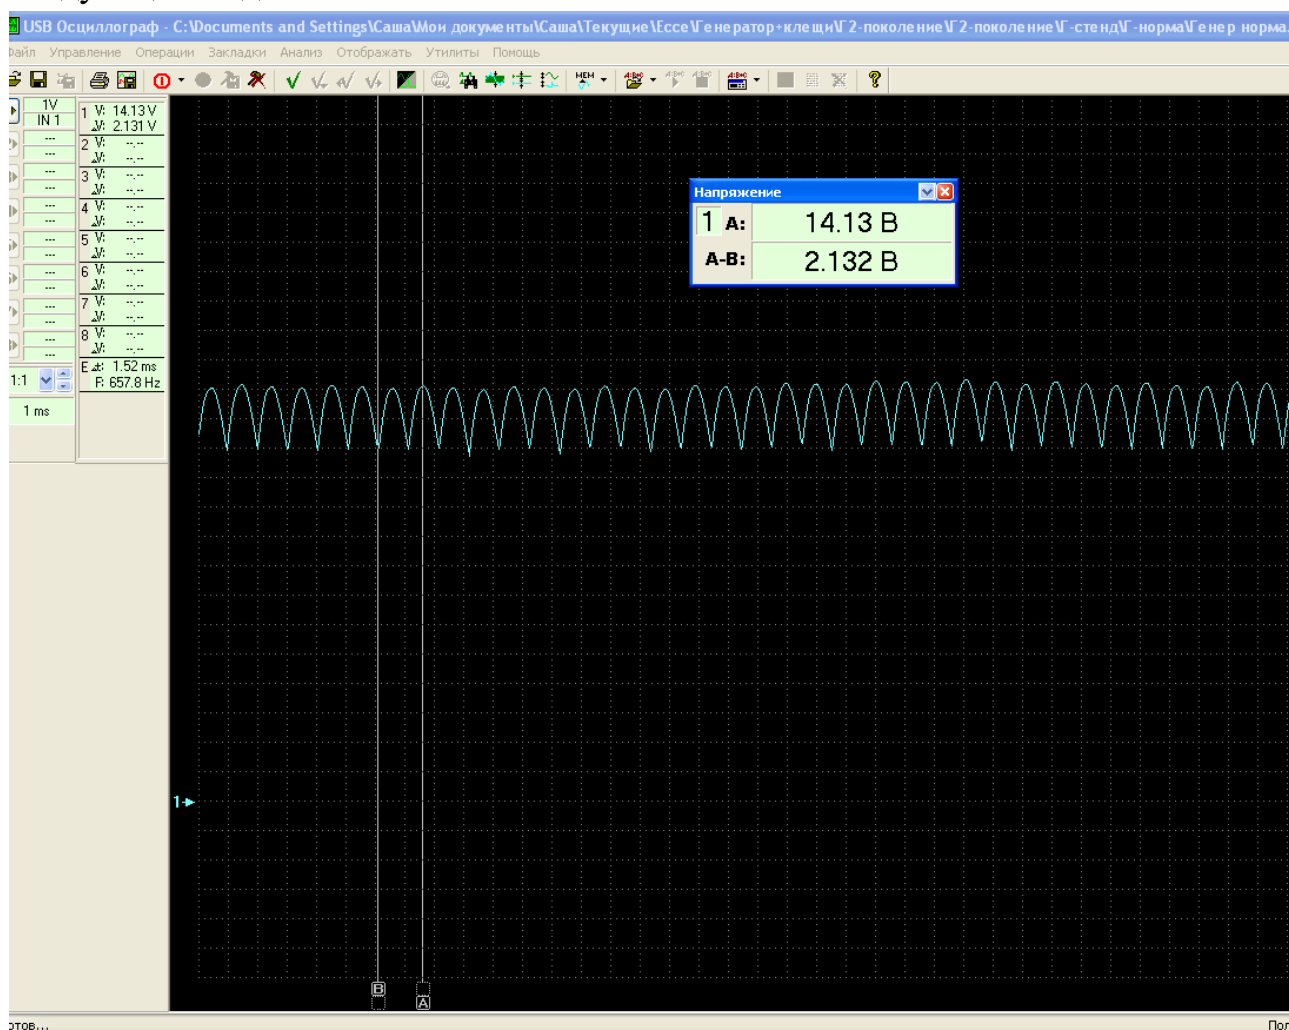 USB Осциллограф - C:\Documents and Settings\Саша\Мои документы\Саша\Текущие\Ecce\Генератор+клещи\Г2-поколение\Г2-поколение\Г-стенд\Г-норма\Генер норма.
Файл Управление Операции Закладки Анализ Отображать Утилиты Помощь
MEM
1V
IN 1
1 V: 14.13 V
⊿V: 2.131 V
--- 2 V: --.--
--- ⊿V: --.--
--- 3 V: --.--
--- ⊿V: --.--
--- 4 V: --.--
--- ⊿V: --.--
--- 5 V: --.--
--- ⊿V: --.--
--- 6 V: --.--
--- ⊿V: --.--
--- 7 V: --.--
--- ⊿V: --.--
--- 8 V: --.--
--- ⊿V: --.--
E ⊿t: 1.52 ms
F: 657.8 Hz
1:1
1 ms
Напряжение
1 A: 14.13 В
A-B: 2.132 В
1
B
A